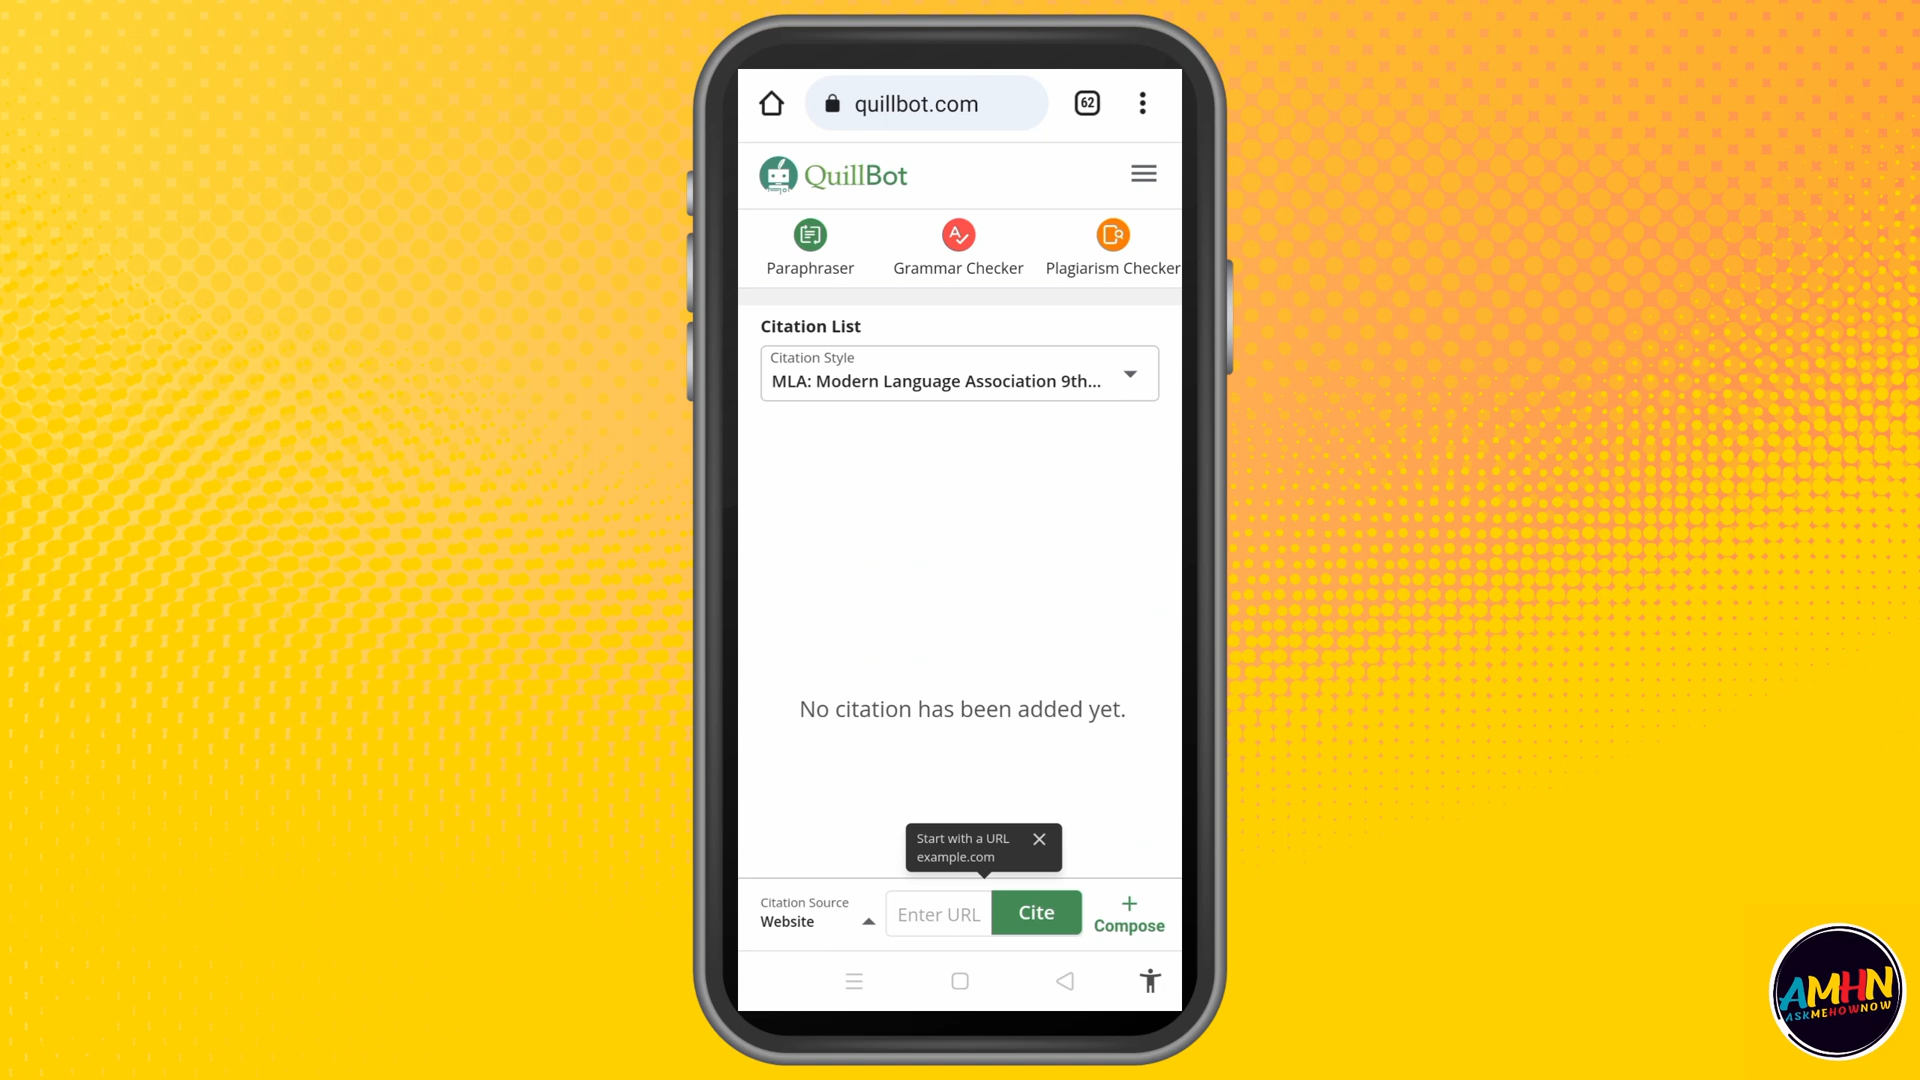 quillbot.com
62
QuillBot
Paraphraser
Grammar Checker
Plagiarism Checker
Citation List
Citation Style
MLA: Modern Language Association 9th...
No citation has been added yet.
Start with a URL
example.com
Citation Source
Website
Enter URL
Cite
Compose
AMHN
ASKMEHOWNOW